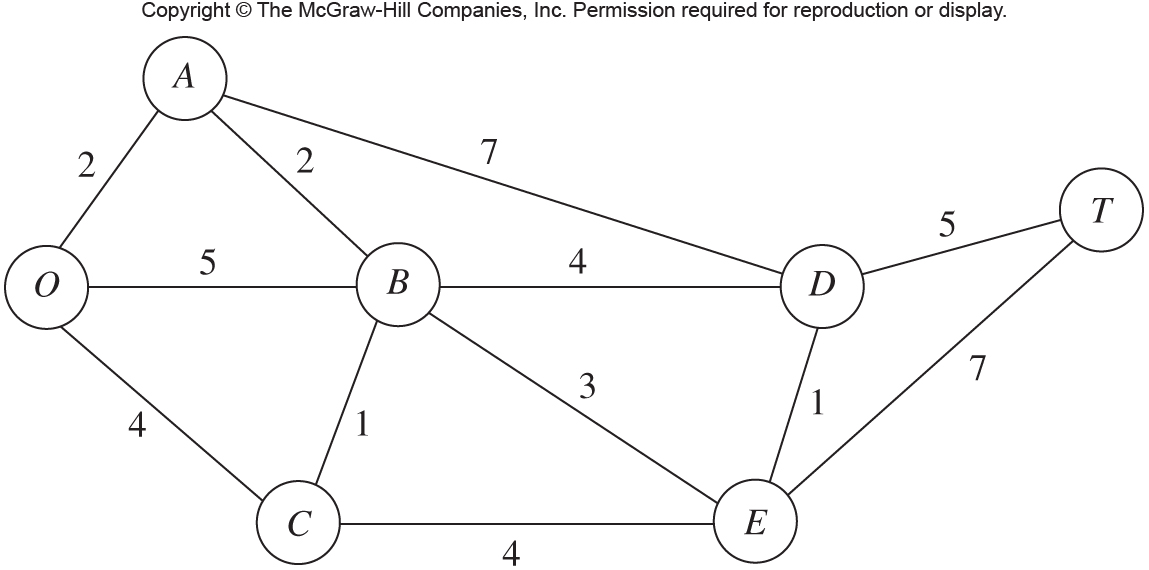 Copyright © The McGraw-Hill Companies, Inc. Permission required for reproduction or display.
A
2
2
7
T
5
O
5
B
4
D
4
1
3
1
7
C
4
E